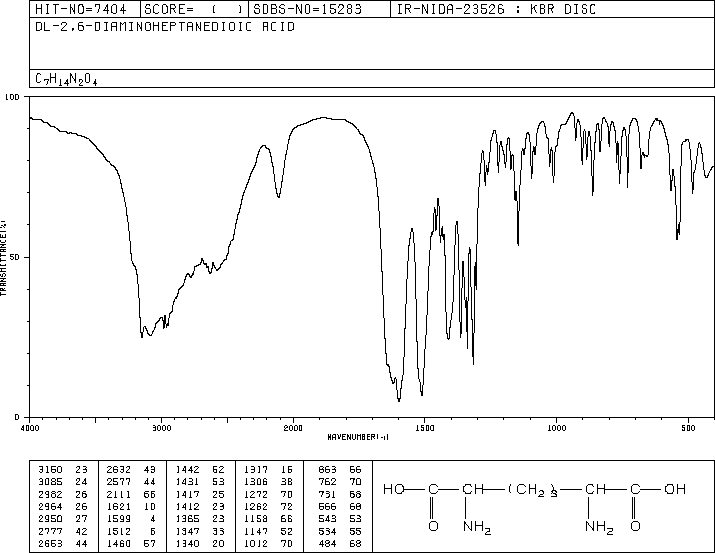 HIT-NO=7404 SCORE= ( ) SDBS-NO=15283 IR-NIDA-23526 : KBR DISC
DL-2,6-DIAMINOHEPTANEDIOIC ACID
C7H14N2O4
100
50
0
TRANSMITTANCE(%)
4000 3000 2000 1500 1000 500
WAVENUMBER(-1)
3160 23 2632 43 1442 62 1317 16 863 66
3085 24 2577 44 1431 53 1306 38 762 70
2982 26 2111 66 1417 25 1272 70 731 68
2964 26 1621 10 1412 23 1262 72 666 68
2950 27 1599 4 1365 23 1158 66 543 53
2777 42 1512 6 1347 33 1147 52 534 55
2653 44 1460 57 1340 20 1012 70 484 68
HO C CH (CH2)3 CH C OH
O NH2 NH2 O